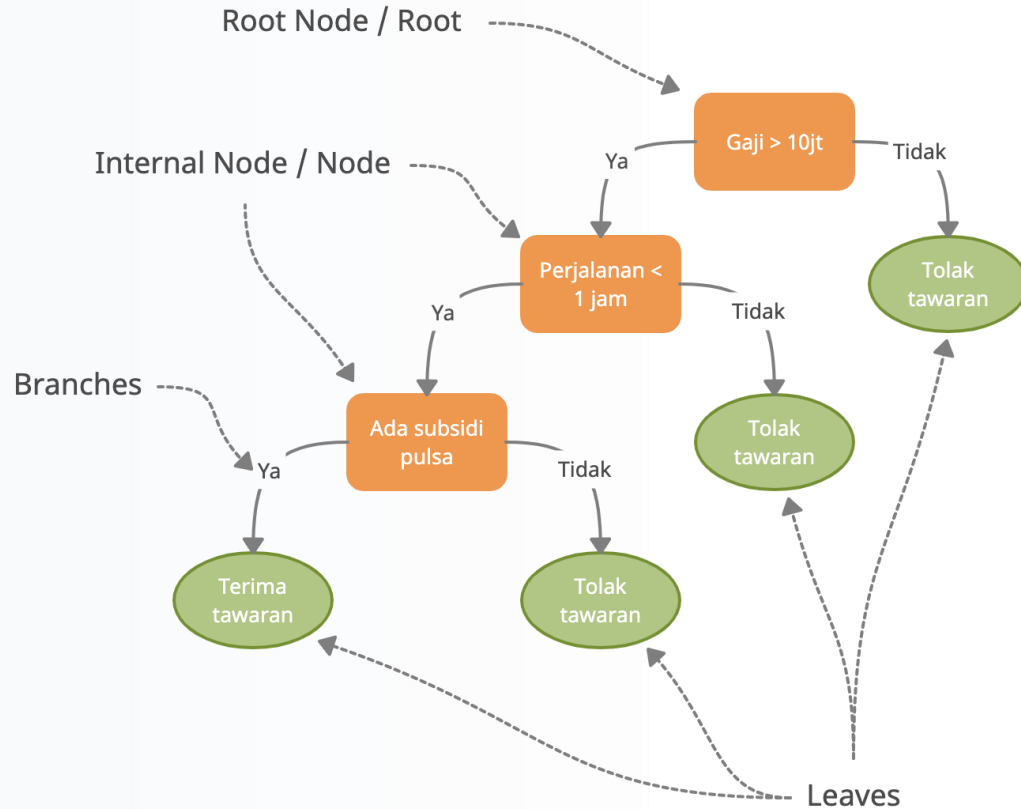 Root Node / Root
Gaji > 10jt
Ya
Tidak
Internal Node / Node
Perjalanan <
1 jam
Tolak
tawaran
Ya
Tidak
Branches
Ada subsidi
pulsa
Tolak
tawaran
Ya
Tidak
Terima
tawaran
Tolak
tawaran
Leaves